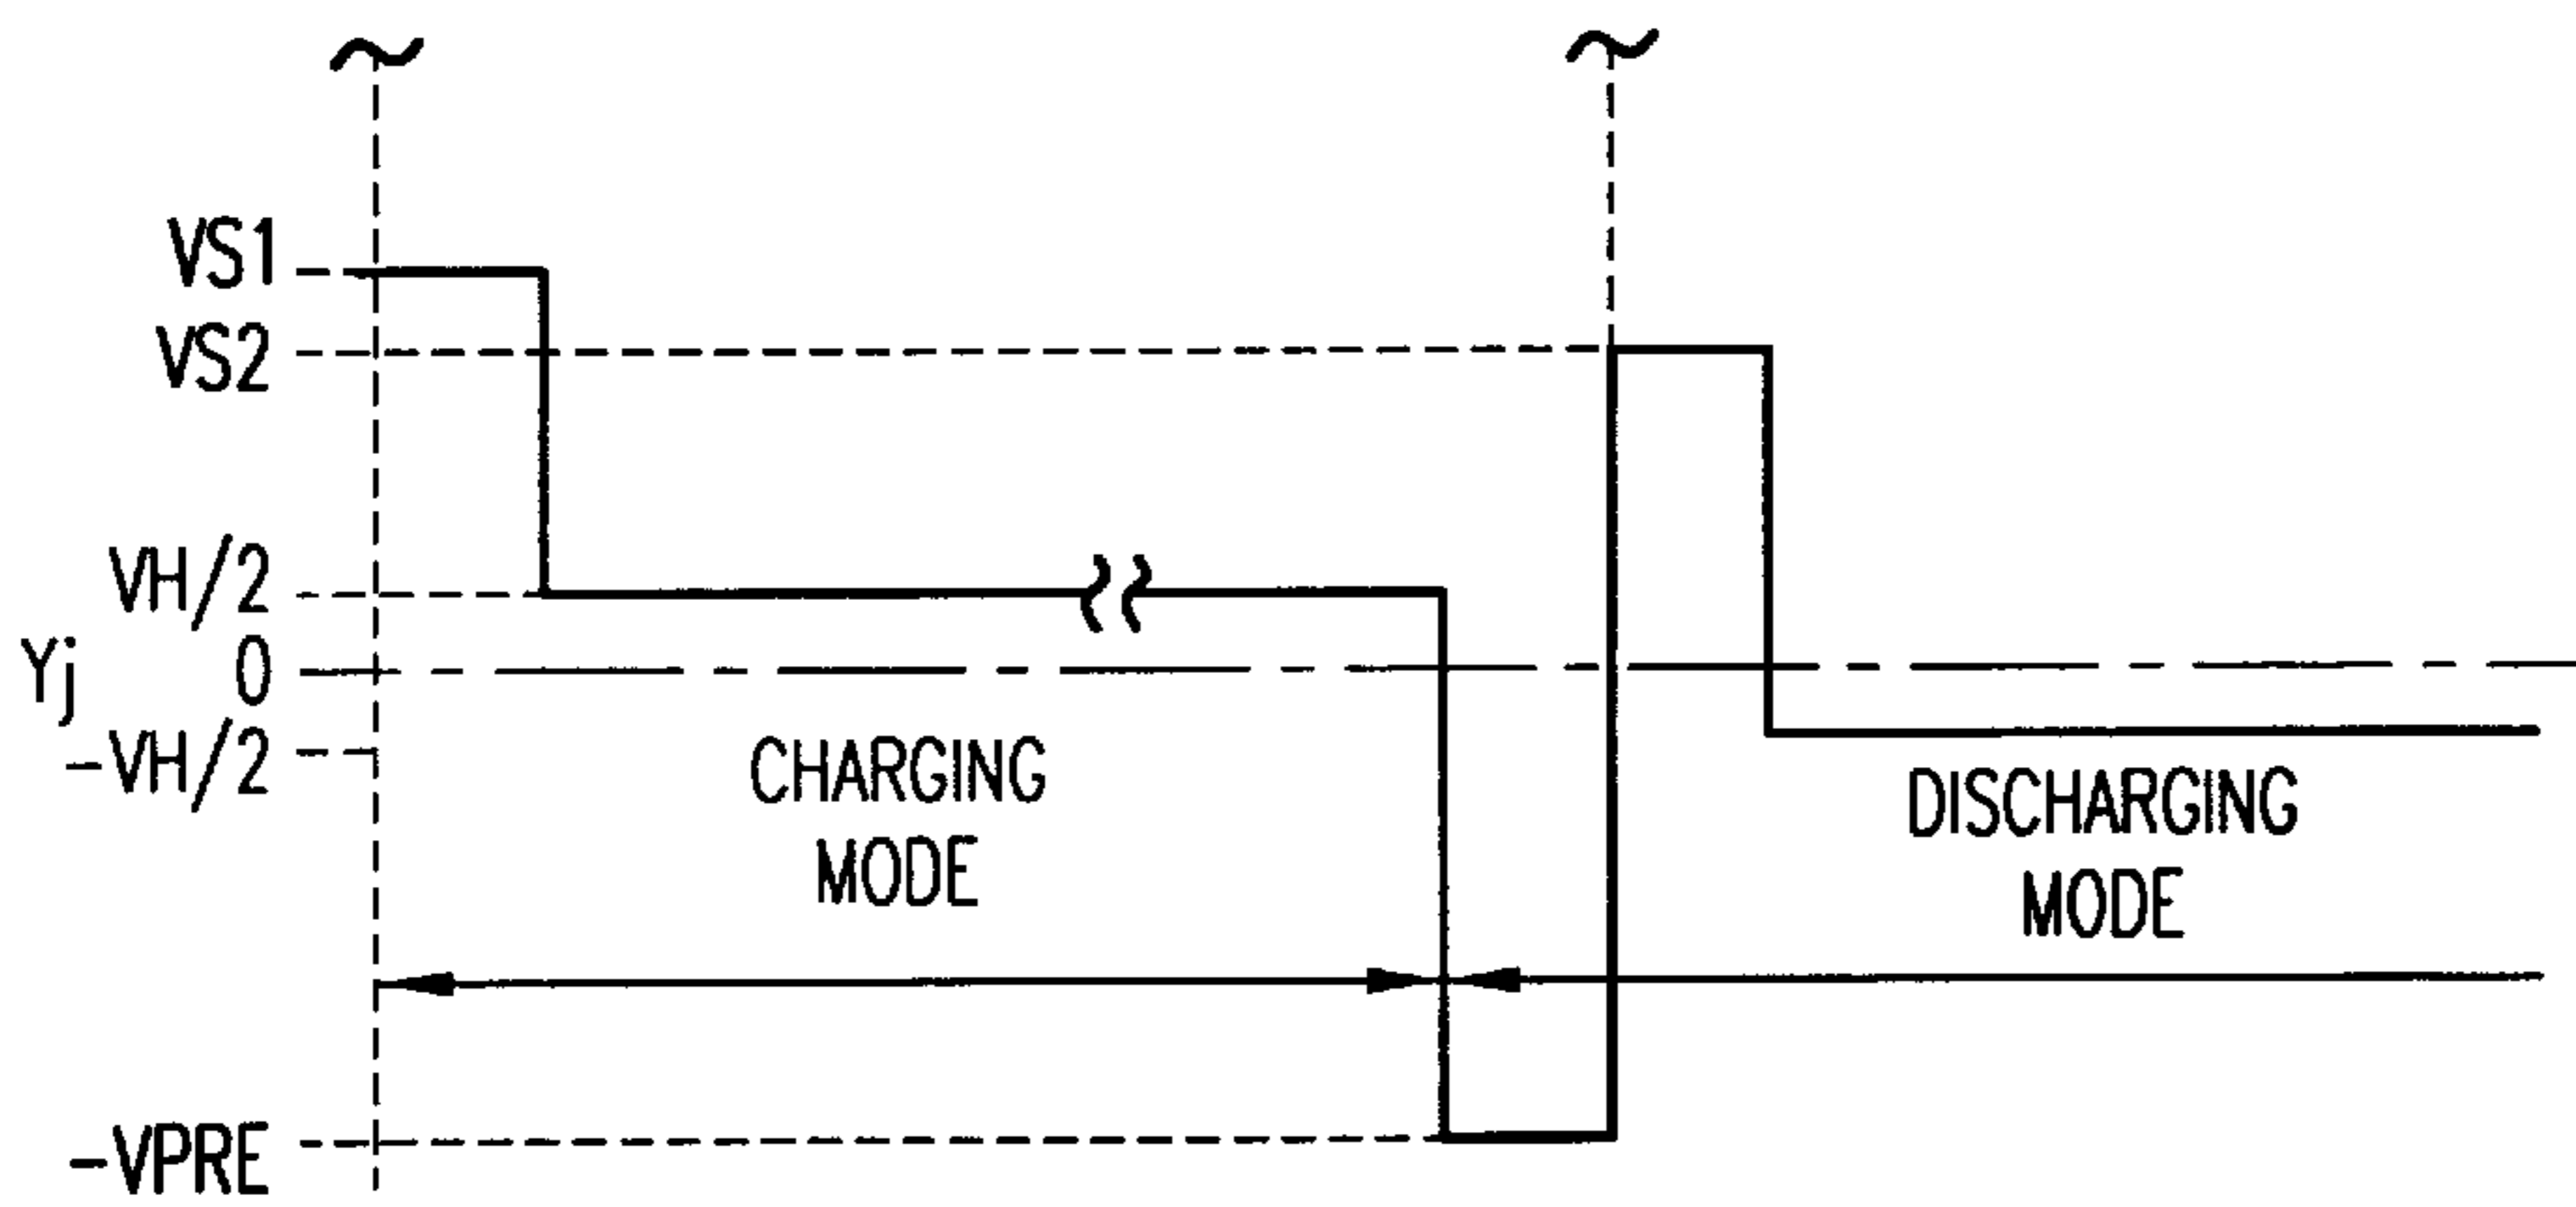 VS1
VS2
VH/2
Yj 0
-VH/2
CHARGING
MODE
DISCHARGING
MODE
-VPRE